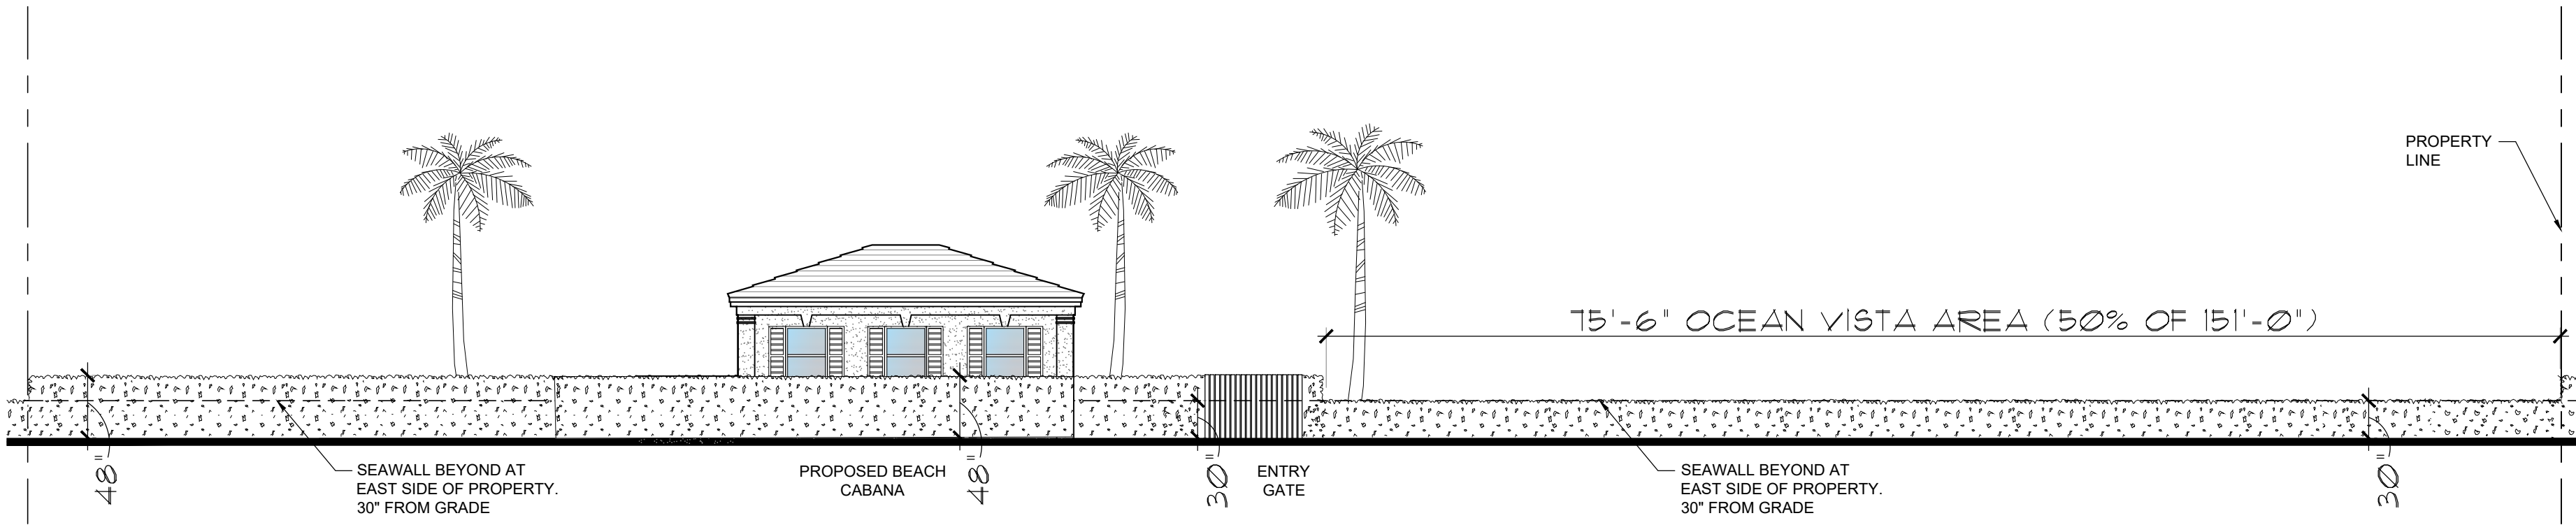 PROPERTY
LINE
75'-6" OCEAN VISTA AREA (50% OF 151'-0")
48"
SEAWALL BEYOND AT
EAST SIDE OF PROPERTY.
30" FROM GRADE
PROPOSED BEACH
CABANA
48"
30"
ENTRY
GATE
SEAWALL BEYOND AT
EAST SIDE OF PROPERTY.
30" FROM GRADE
30"